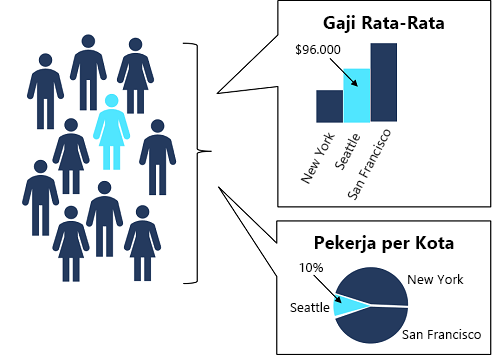 Gaji Rata-Rata
$96.000
New York
Seattle
San Francisco
Pekerja per Kota
10%
New York
Seattle
San Francisco